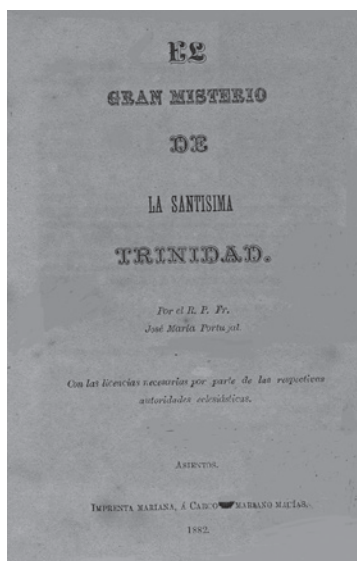 EL
GRAN MISTERIO
DE
LA SANTISIMA
TRINIDAD.
Por el R. P. Fr.
José María Portugal.
Con las licencias necesarias por parte de las respectivas
autoridades eclesiásticas.
ASIENTOS.
IMPRENTA MARIANA, Á CARGO MARIANO MACÍAS.
1882.